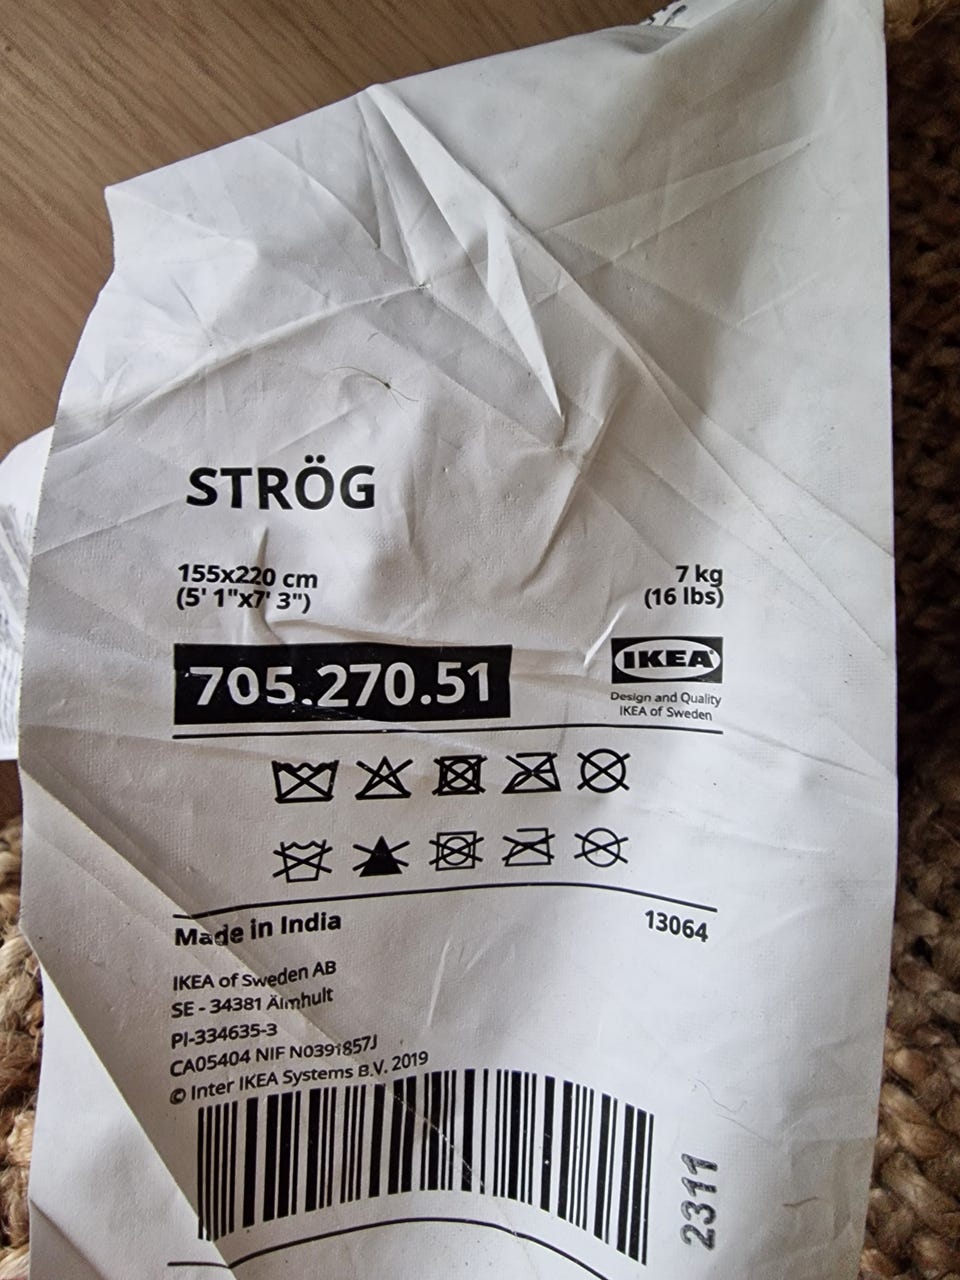 STRÖG
155x220 cm
(5' 1"x7' 3")
7 kg
(16 lbs)
705.270.51
IKEA®
Design and Quality
IKEA of Sweden
Made in India
13064
IKEA of Sweden AB
SE - 34381 Älmhult
PI-334635-3
CA05404 NIF N0391857J
© Inter IKEA Systems B.V. 2019
2311